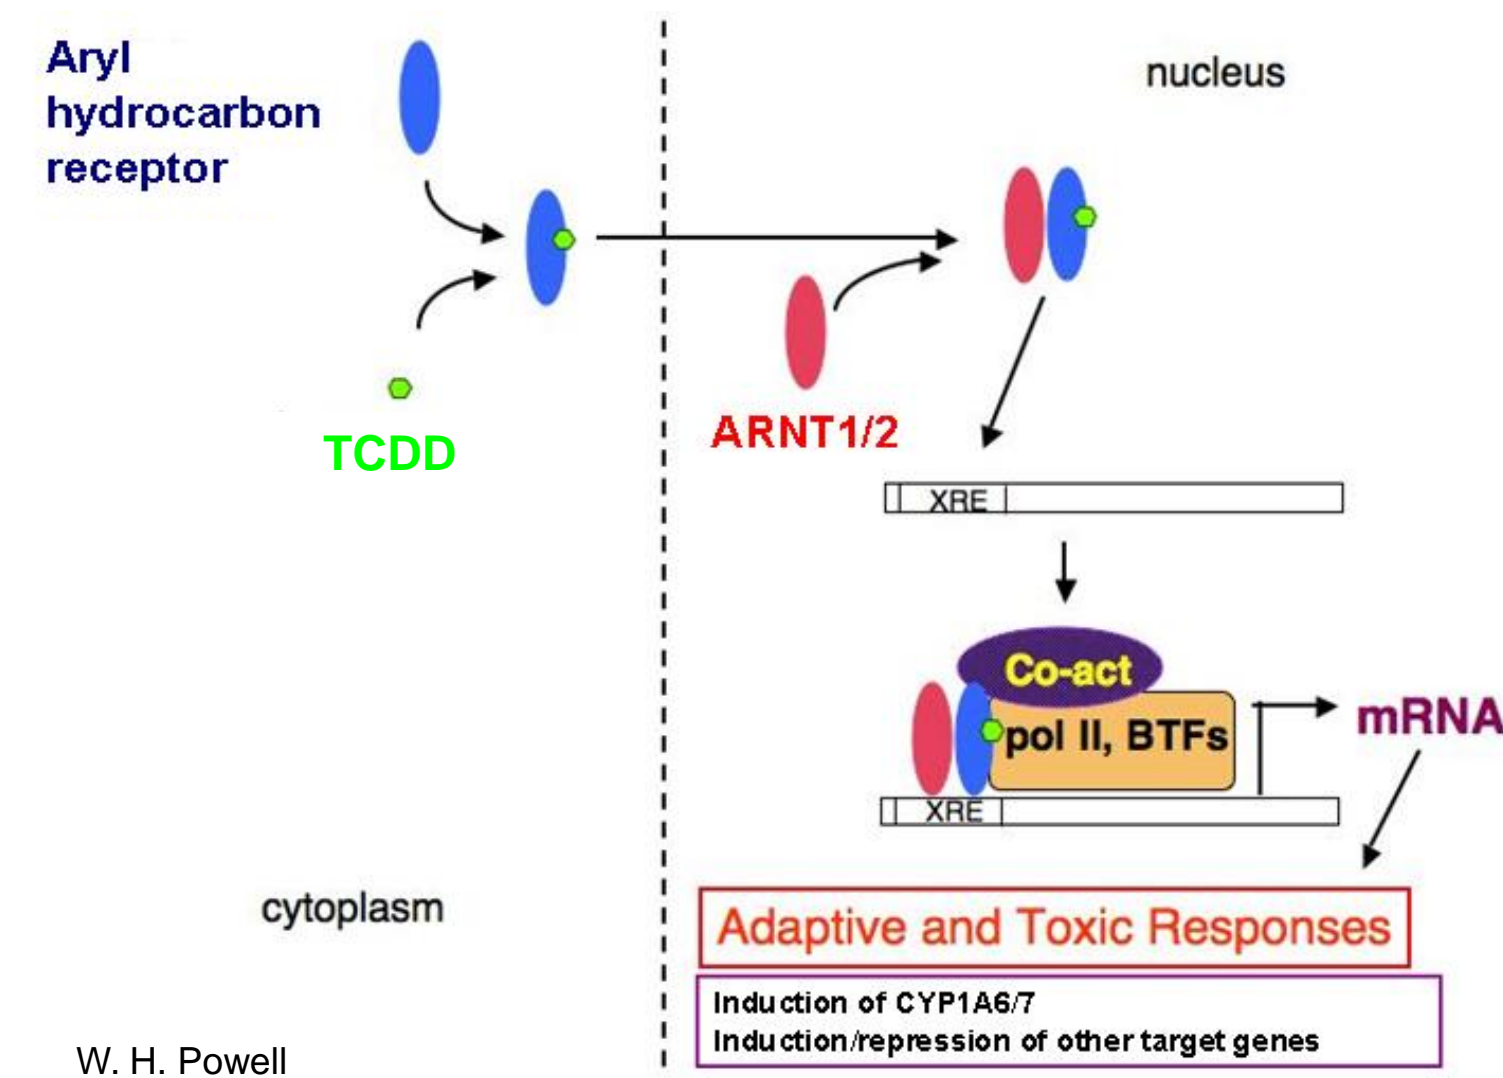 Aryl
hydrocarbon
receptor
nucleus
TCDD
ARNT1/2
XRE
Co-act
pol II, BTFs
mRNA
XRE
cytoplasm
Adaptive and Toxic Responses
Induction of CYP1A6/7
Induction/repression of other target genes
W. H. Powell